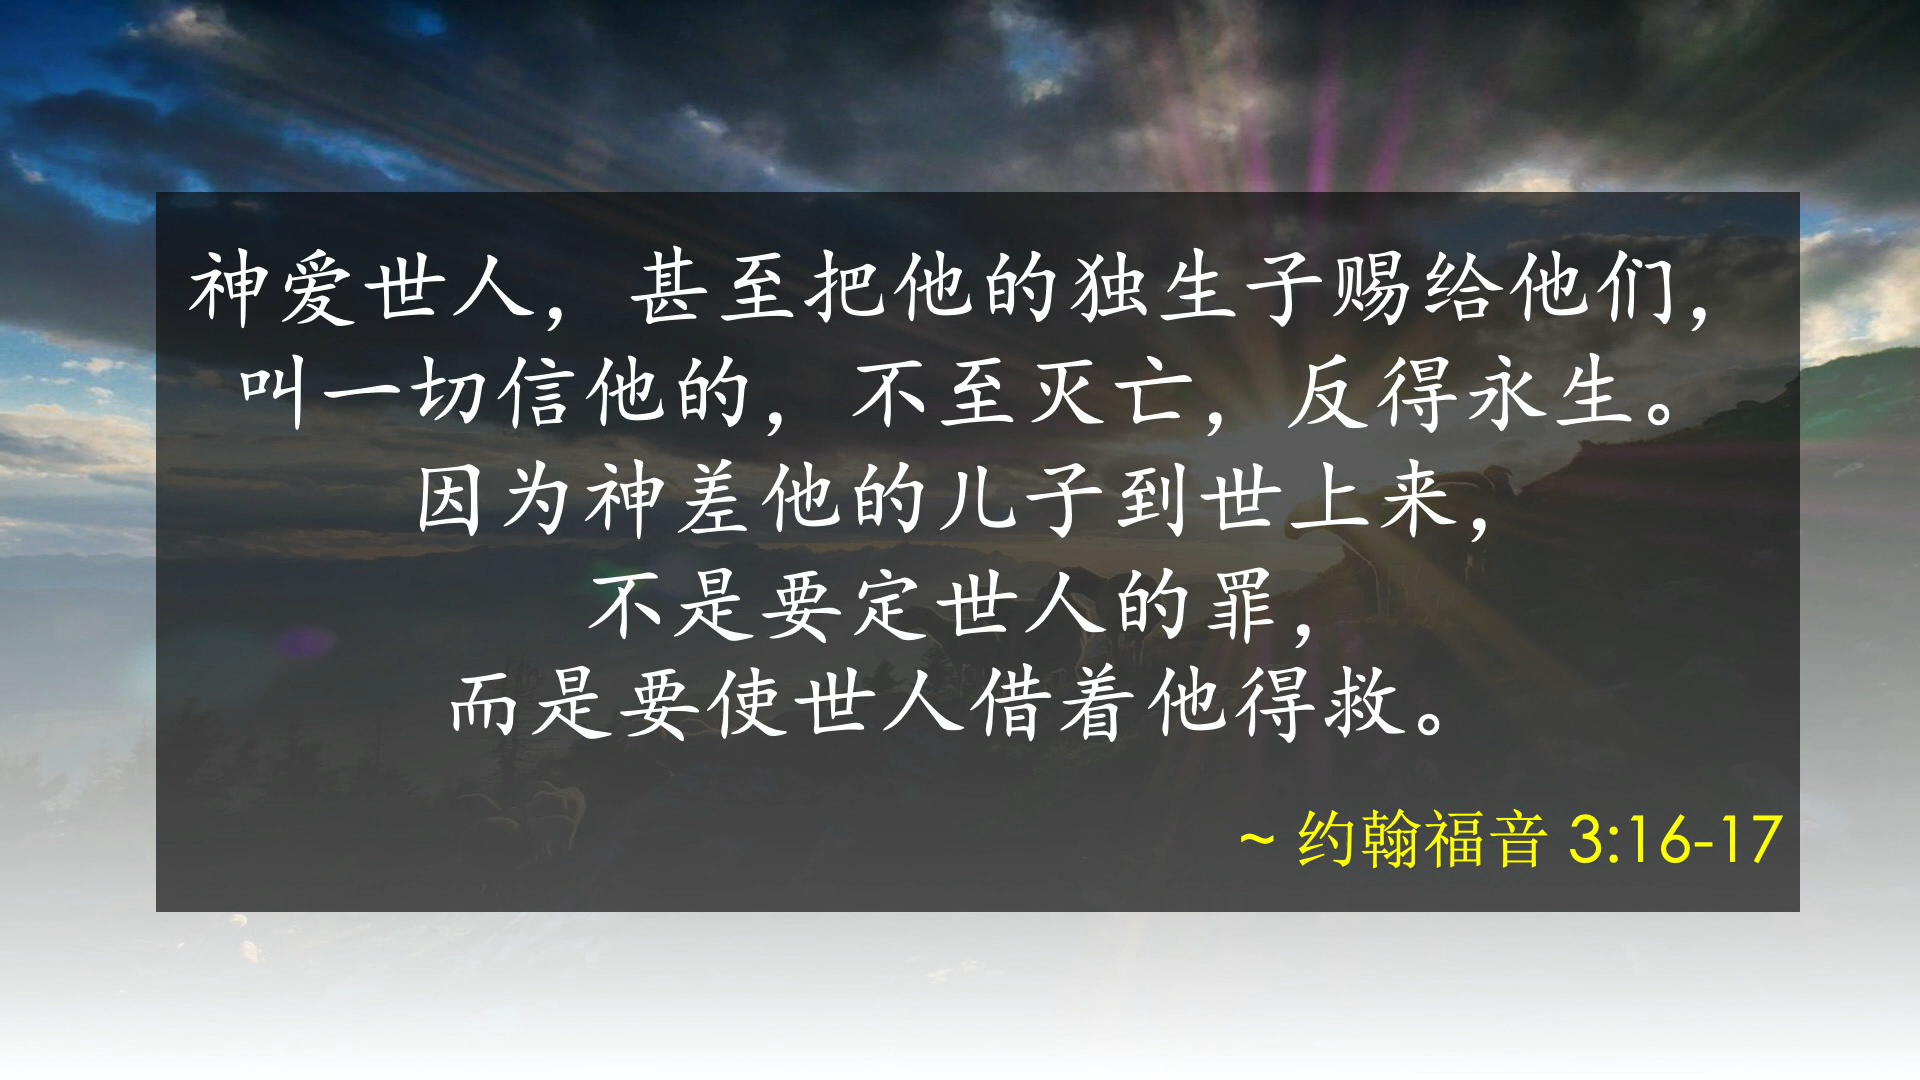 神爱世人，甚至把他的独生子赐给他们，
叫一切信他的，不至灭亡，反得永生。
因为神差他的儿子到世上来，
不是要定世人的罪，
而是要使世人借着他得救。
~ 约翰福音 3:16-17